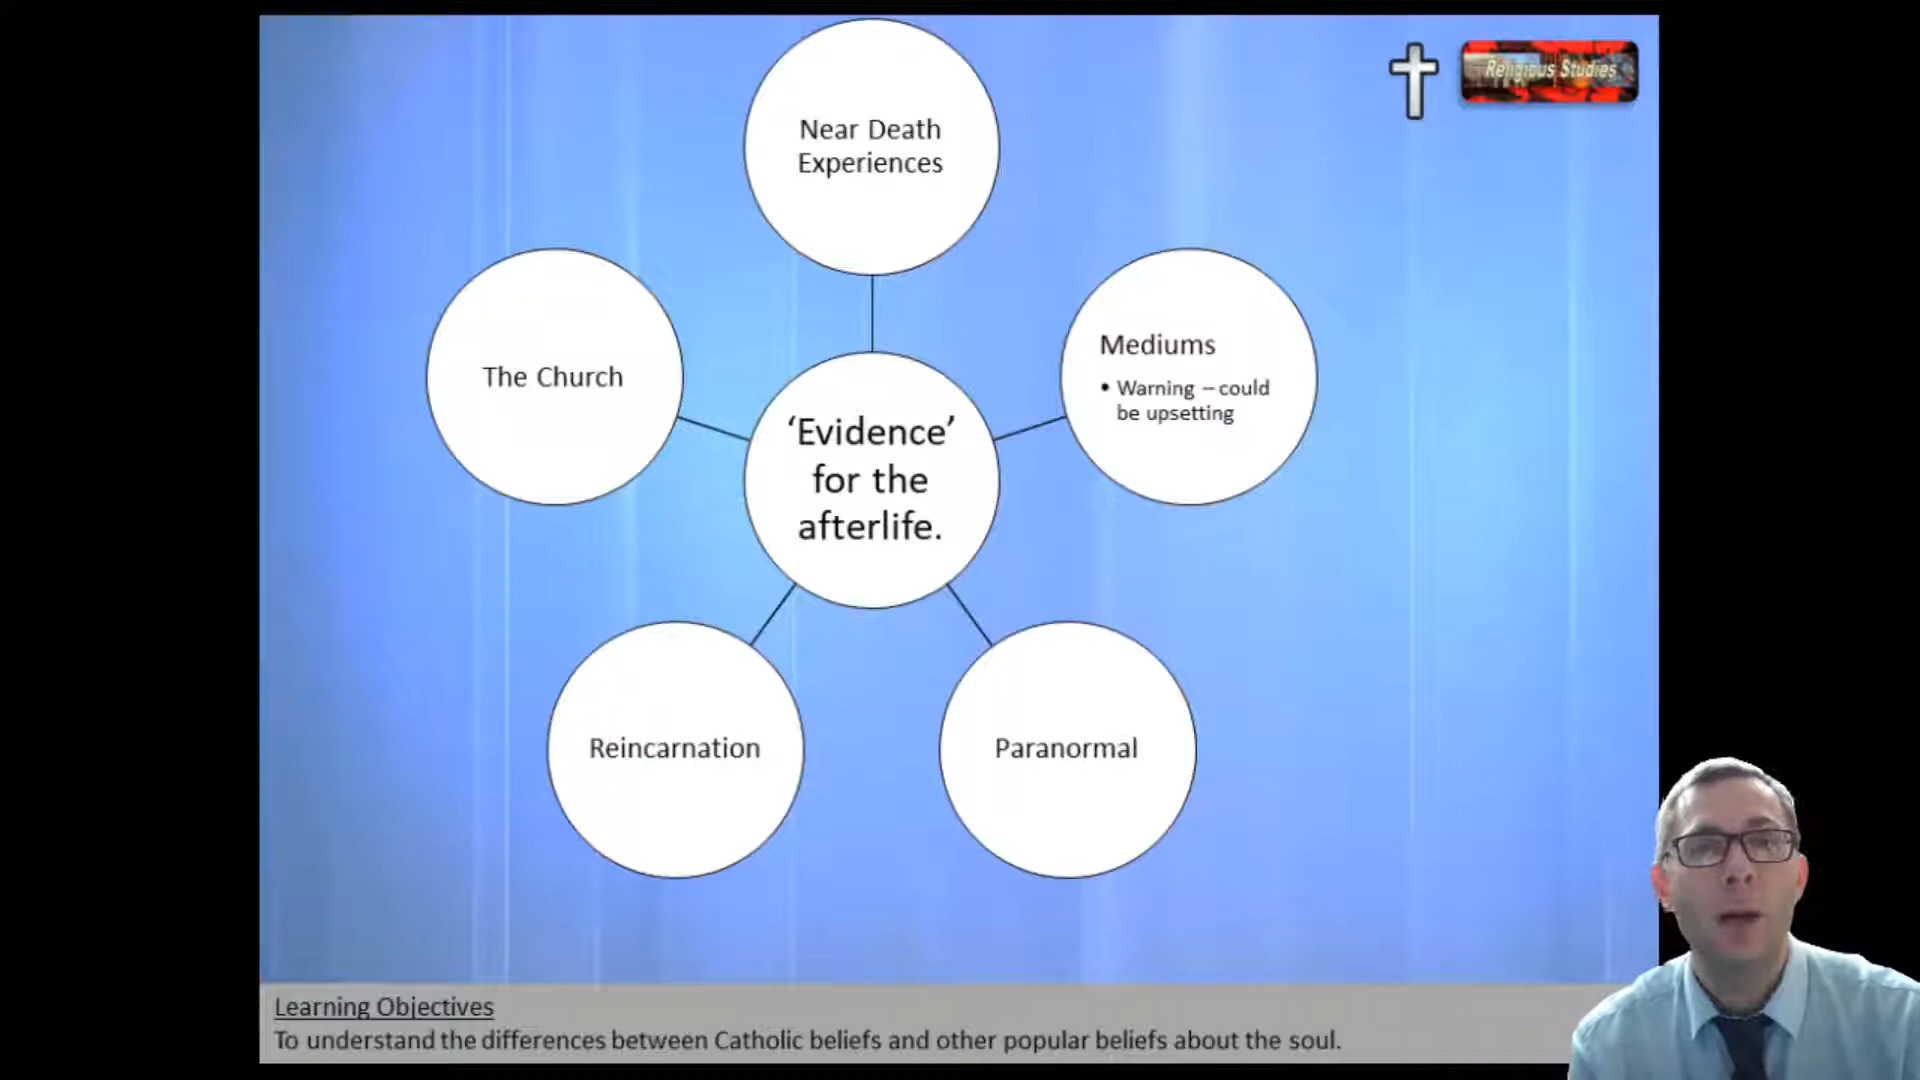 Religious Studies
Near Death
Experiences
The Church
Mediums
• Warning – could
be upsetting
‘Evidence’
for the
afterlife.
Reincarnation
Paranormal
Learning Objectives
To understand the differences between Catholic beliefs and other popular beliefs about the soul.